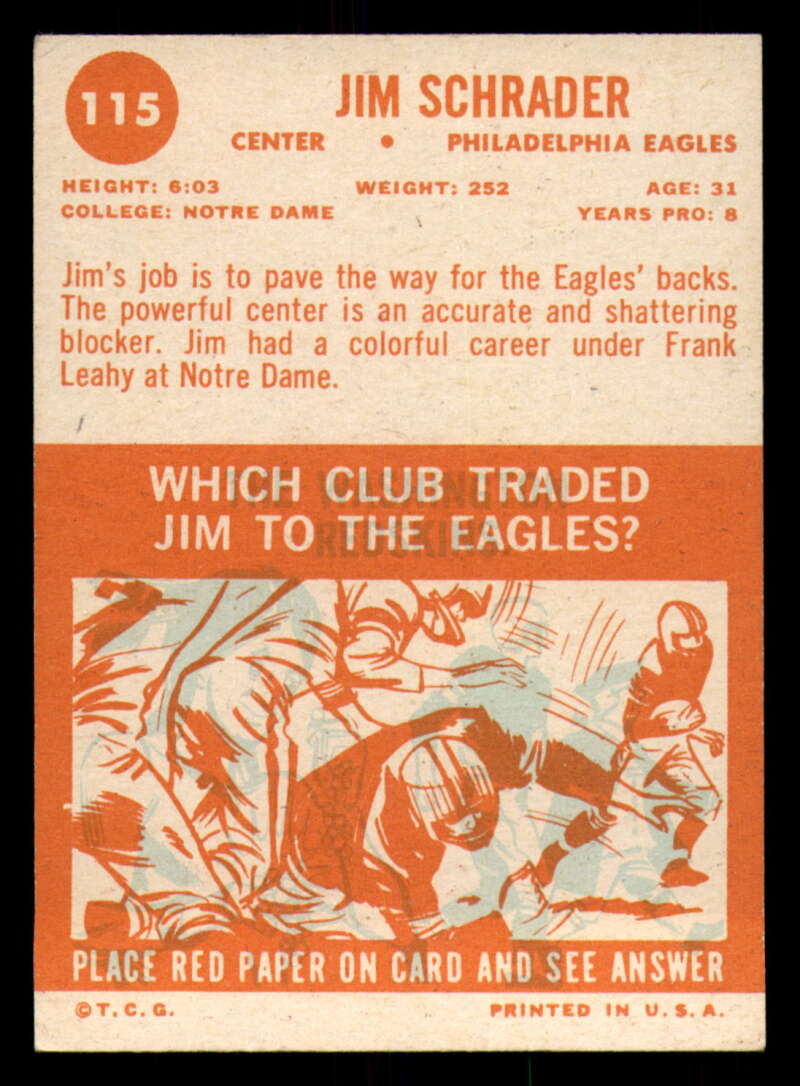 115
JIM SCHRADER
CENTER • PHILADELPHIA EAGLES
HEIGHT: 6:03 WEIGHT: 252 AGE: 31
COLLEGE: NOTRE DAME YEARS PRO: 8
Jim's job is to pave the way for the Eagles' backs.
The powerful center is an accurate and shattering
blocker. Jim had a colorful career under Frank
Leahy at Notre Dame.
WHICH CLUB TRADED
JIM TO THE EAGLES?
THE WASHINGTON
REDSKINS.
PLACE RED PAPER ON CARD AND SEE ANSWER
©T.C.G. PRINTED IN U.S.A.